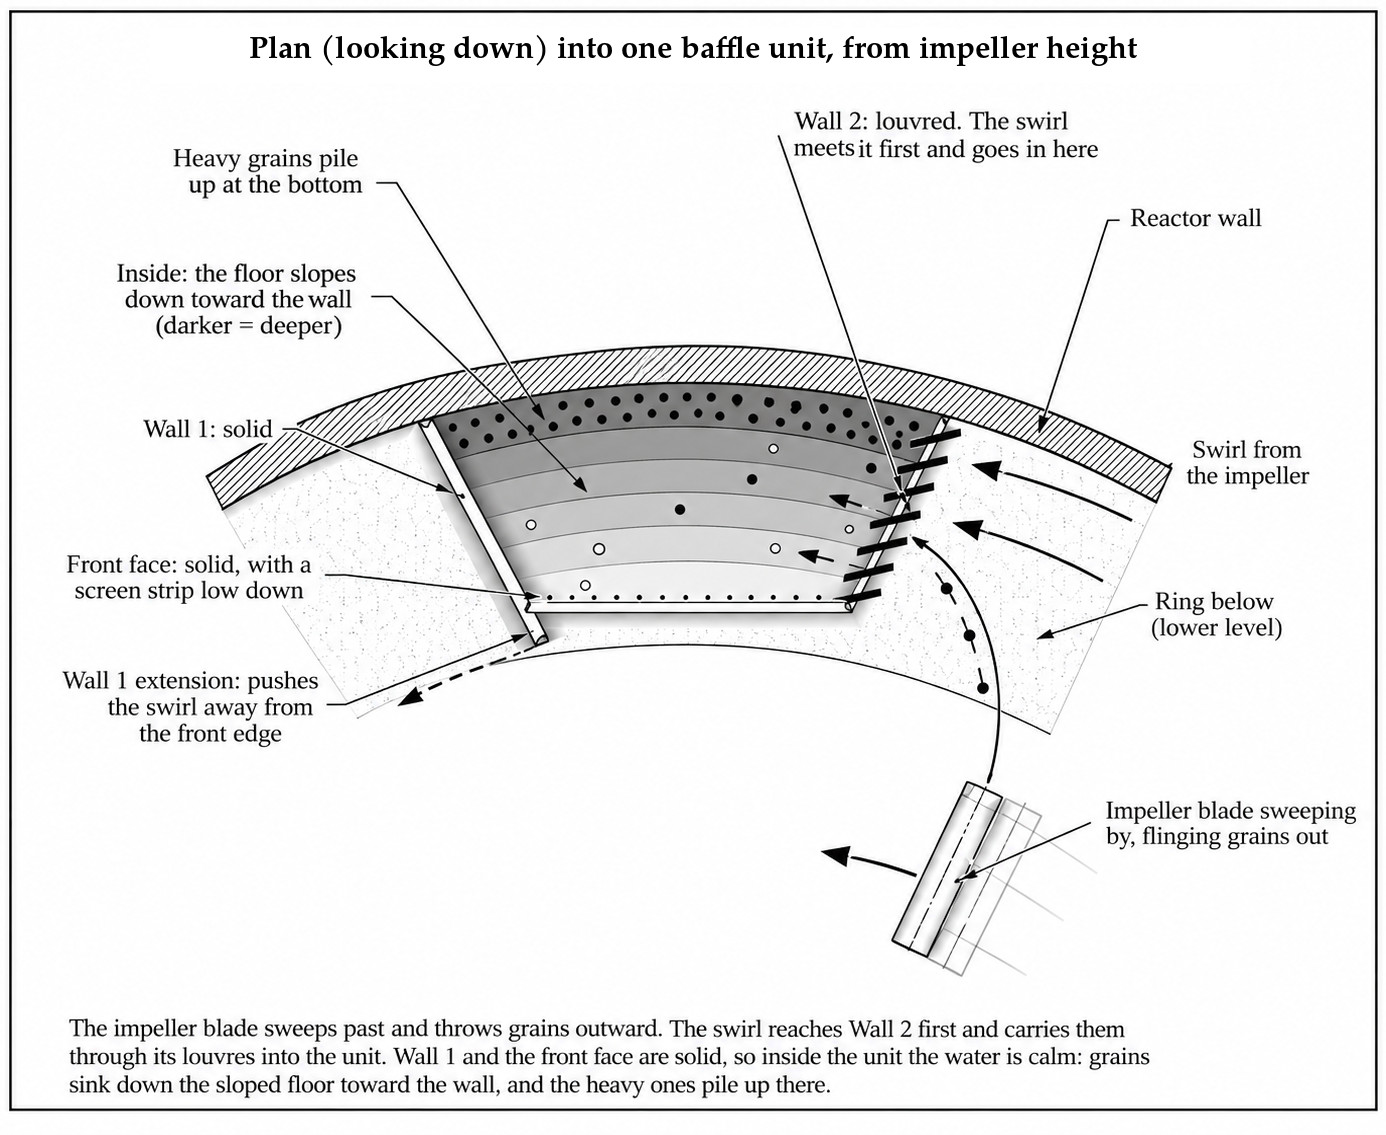 Plan (looking down) into one baffle unit, from impeller height
Wall 2: louvred. The swirl
meets it first and goes in here
Heavy grains pile
up at the bottom
Reactor wall
Inside: the floor slopes
down toward the wall
(darker = deeper)
Wall 1: solid
Swirl from
the impeller
Front face: solid, with a
screen strip low down
Ring below
(lower level)
Wall 1 extension: pushes
the swirl away from
the front edge
Impeller blade sweeping
by, flinging grains out
The impeller blade sweeps past and throws grains outward. The swirl reaches Wall 2 first and carries them
through its louvres into the unit. Wall 1 and the front face are solid, so inside the unit the water is calm: grains
sink down the sloped floor toward the wall, and the heavy ones pile up there.